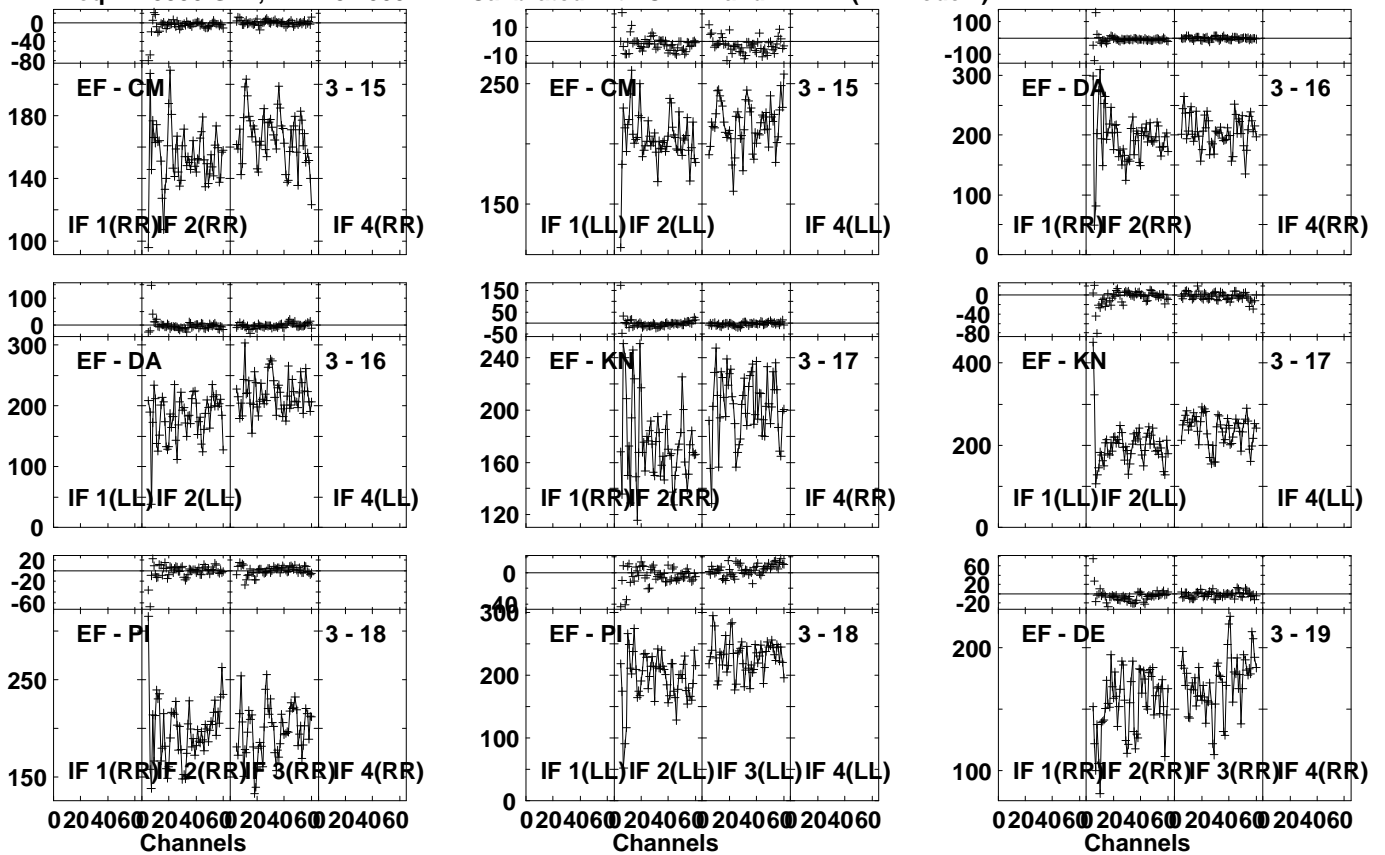 0
-40
-80
EF - CM
3 - 15
180
140
100
IF 1(RR)
IF 2(RR)
IF 4(RR)
10
-10
EF - CM
3 - 15
250
150
IF 1(LL)
IF 2(LL)
IF 4(LL)
100
-100
EF - DA
3 - 16
300
200
100
0
IF 1(RR)
IF 2(RR)
IF 4(RR)
100
0
EF - DA
3 - 16
300
200
100
0
IF 1(LL)
IF 2(LL)
IF 4(LL)
150
50
-50
EF - KN
3 - 17
240
200
160
120
IF 1(RR)
IF 2(RR)
IF 4(RR)
0
-40
-80
EF - KN
3 - 17
400
200
0
IF 1(LL)
IF 2(LL)
IF 4(LL)
20
-20
-60
EF - PI
3 - 18
250
150
IF 1(RR)
IF 2(RR)
IF 3(RR)
IF 4(RR)
0 20 40 60 0 20 40 60 0 20 40 60 0 20 40 60
Channels
0
40
EF - PI
3 - 18
300
200
100
0
IF 1(LL)
IF 2(LL)
IF 3(LL)
IF 4(LL)
0 20 40 60 0 20 40 60 0 20 40 60 0 20 40 60
Channels
60
20
-20
EF - DE
3 - 19
200
100
IF 1(RR)
IF 2(RR)
IF 3(RR)
IF 4(RR)
0 20 40 60 0 20 40 60 0 20 40 60 0 20 40 60
Channels